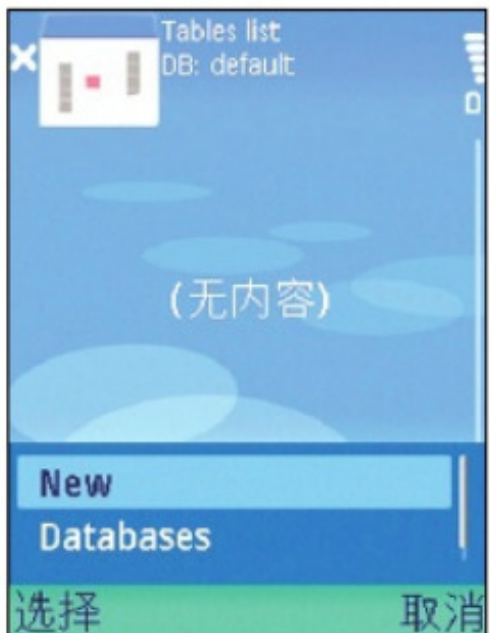 Tables list
DB: default
(无内容)
New
Databases
选择
取消